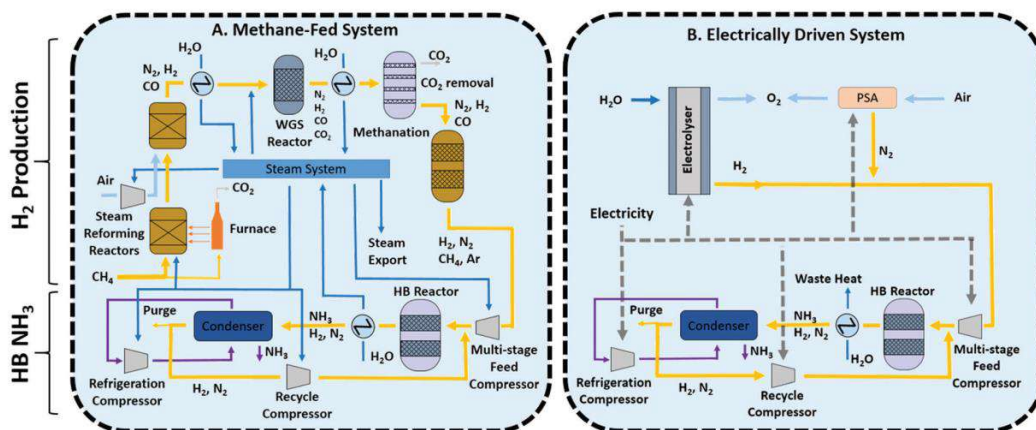 H₂ Production
HB NH₃
A. Methane-Fed System
H₂O
H₂O
CO₂
N₂, H₂
CO
CO₂ removal
N₂
H₂
CO
CO₂
WGS
Reactor
Methanation
N₂, H₂
CO
Steam System
Air
CO₂
Steam
Reforming
Reactors
Furnace
Steam
Export
H₂, N₂
CH₄, Ar
CH₄
Purge
Condenser
NH₃
H₂, N₂
HB Reactor
NH₃
H₂O
Multi-stage
Feed
Compressor
Refrigeration
Compressor
H₂, N₂
Recycle
Compressor
B. Electrically Driven System
H₂O
Electrolyser
O₂
PSA
Air
N₂
H₂
Electricity
Waste Heat
HB Reactor
Purge
Condenser
NH₃
H₂, N₂
NH₃
H₂O
Multi-stage
Feed
Compressor
Refrigeration
Compressor
H₂, N₂
Recycle
Compressor